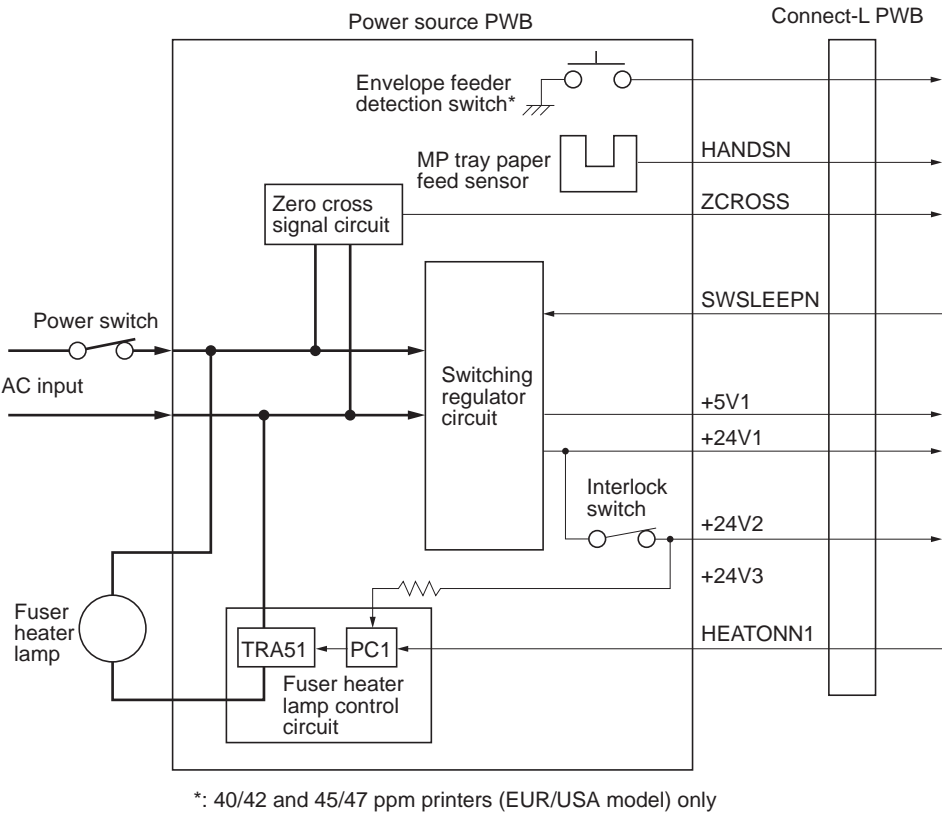 Power source PWB
Connect-L PWB
Envelope feeder
detection switch*
MP tray paper
feed sensor
HANDSN
Zero cross
signal circuit
ZCROSS
SWSLEEPN
Power switch
AC input
Switching
regulator
circuit
+5V1
+24V1
Interlock
switch
+24V2
+24V3
Fuser
heater
lamp
TRA51
PC1
HEATONN1
Fuser heater
lamp control
circuit
*: 40/42 and 45/47 ppm printers (EUR/USA model) only